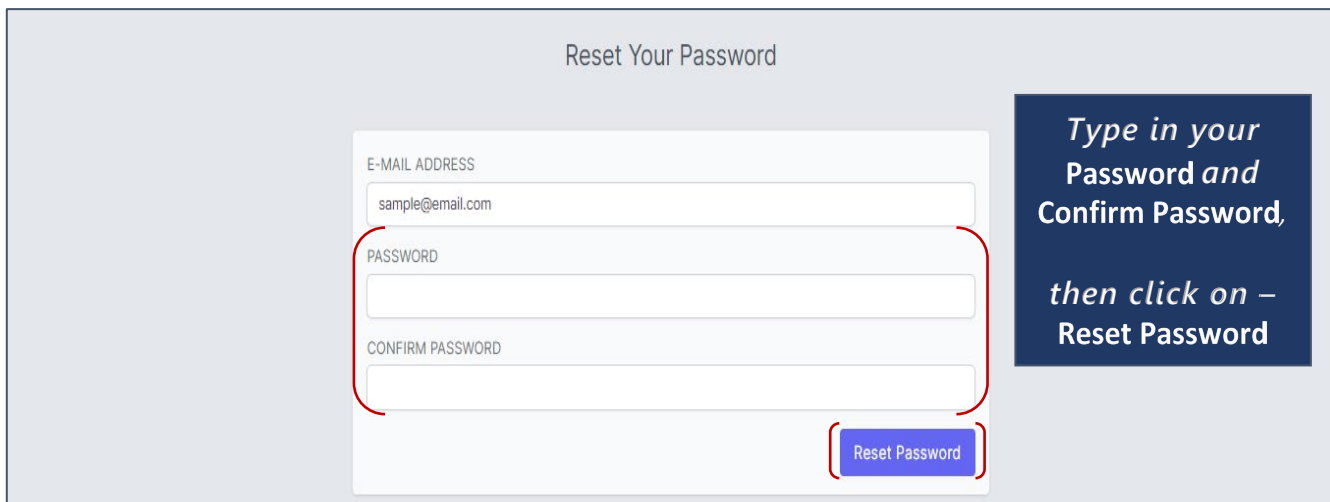 Reset Your Password
E-MAIL ADDRESS
sample@email.com
PASSWORD
CONFIRM PASSWORD
Reset Password
Type in your
Password and
Confirm Password,
then click on –
Reset Password